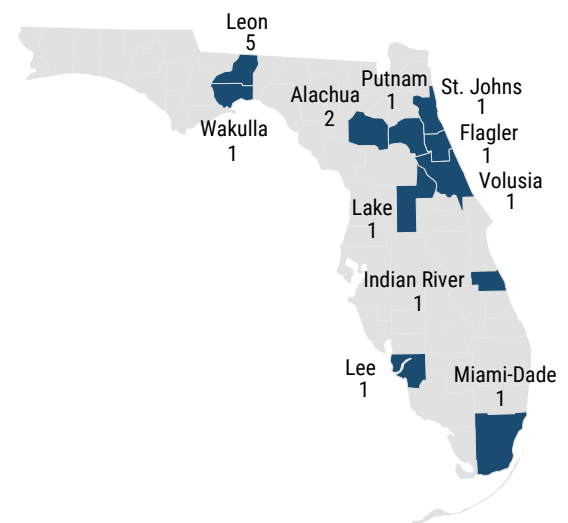 Leon
5
Putnam
1
St. Johns
1
Alachua
2
Wakulla
1
Flagler
1
Volusia
1
Lake
1
Indian River
1
Lee
1
Miami-Dade
1